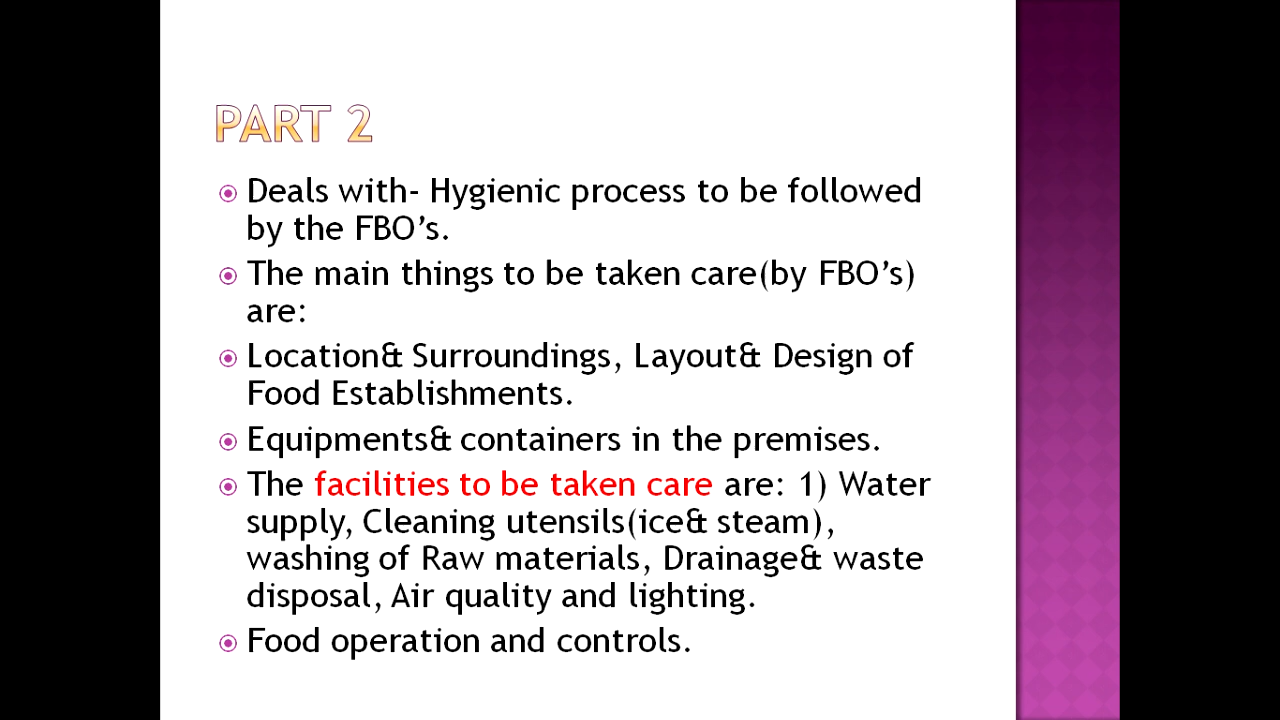 PART 2
Deals with- Hygienic process to be followed
by the FBO’s.
The main things to be taken care(by FBO’s)
are:
Location& Surroundings, Layout& Design of
Food Establishments.
Equipments& containers in the premises.
The facilities to be taken care are: 1) Water
supply, Cleaning utensils(ice& steam),
washing of Raw materials, Drainage& waste
disposal, Air quality and lighting.
Food operation and controls.